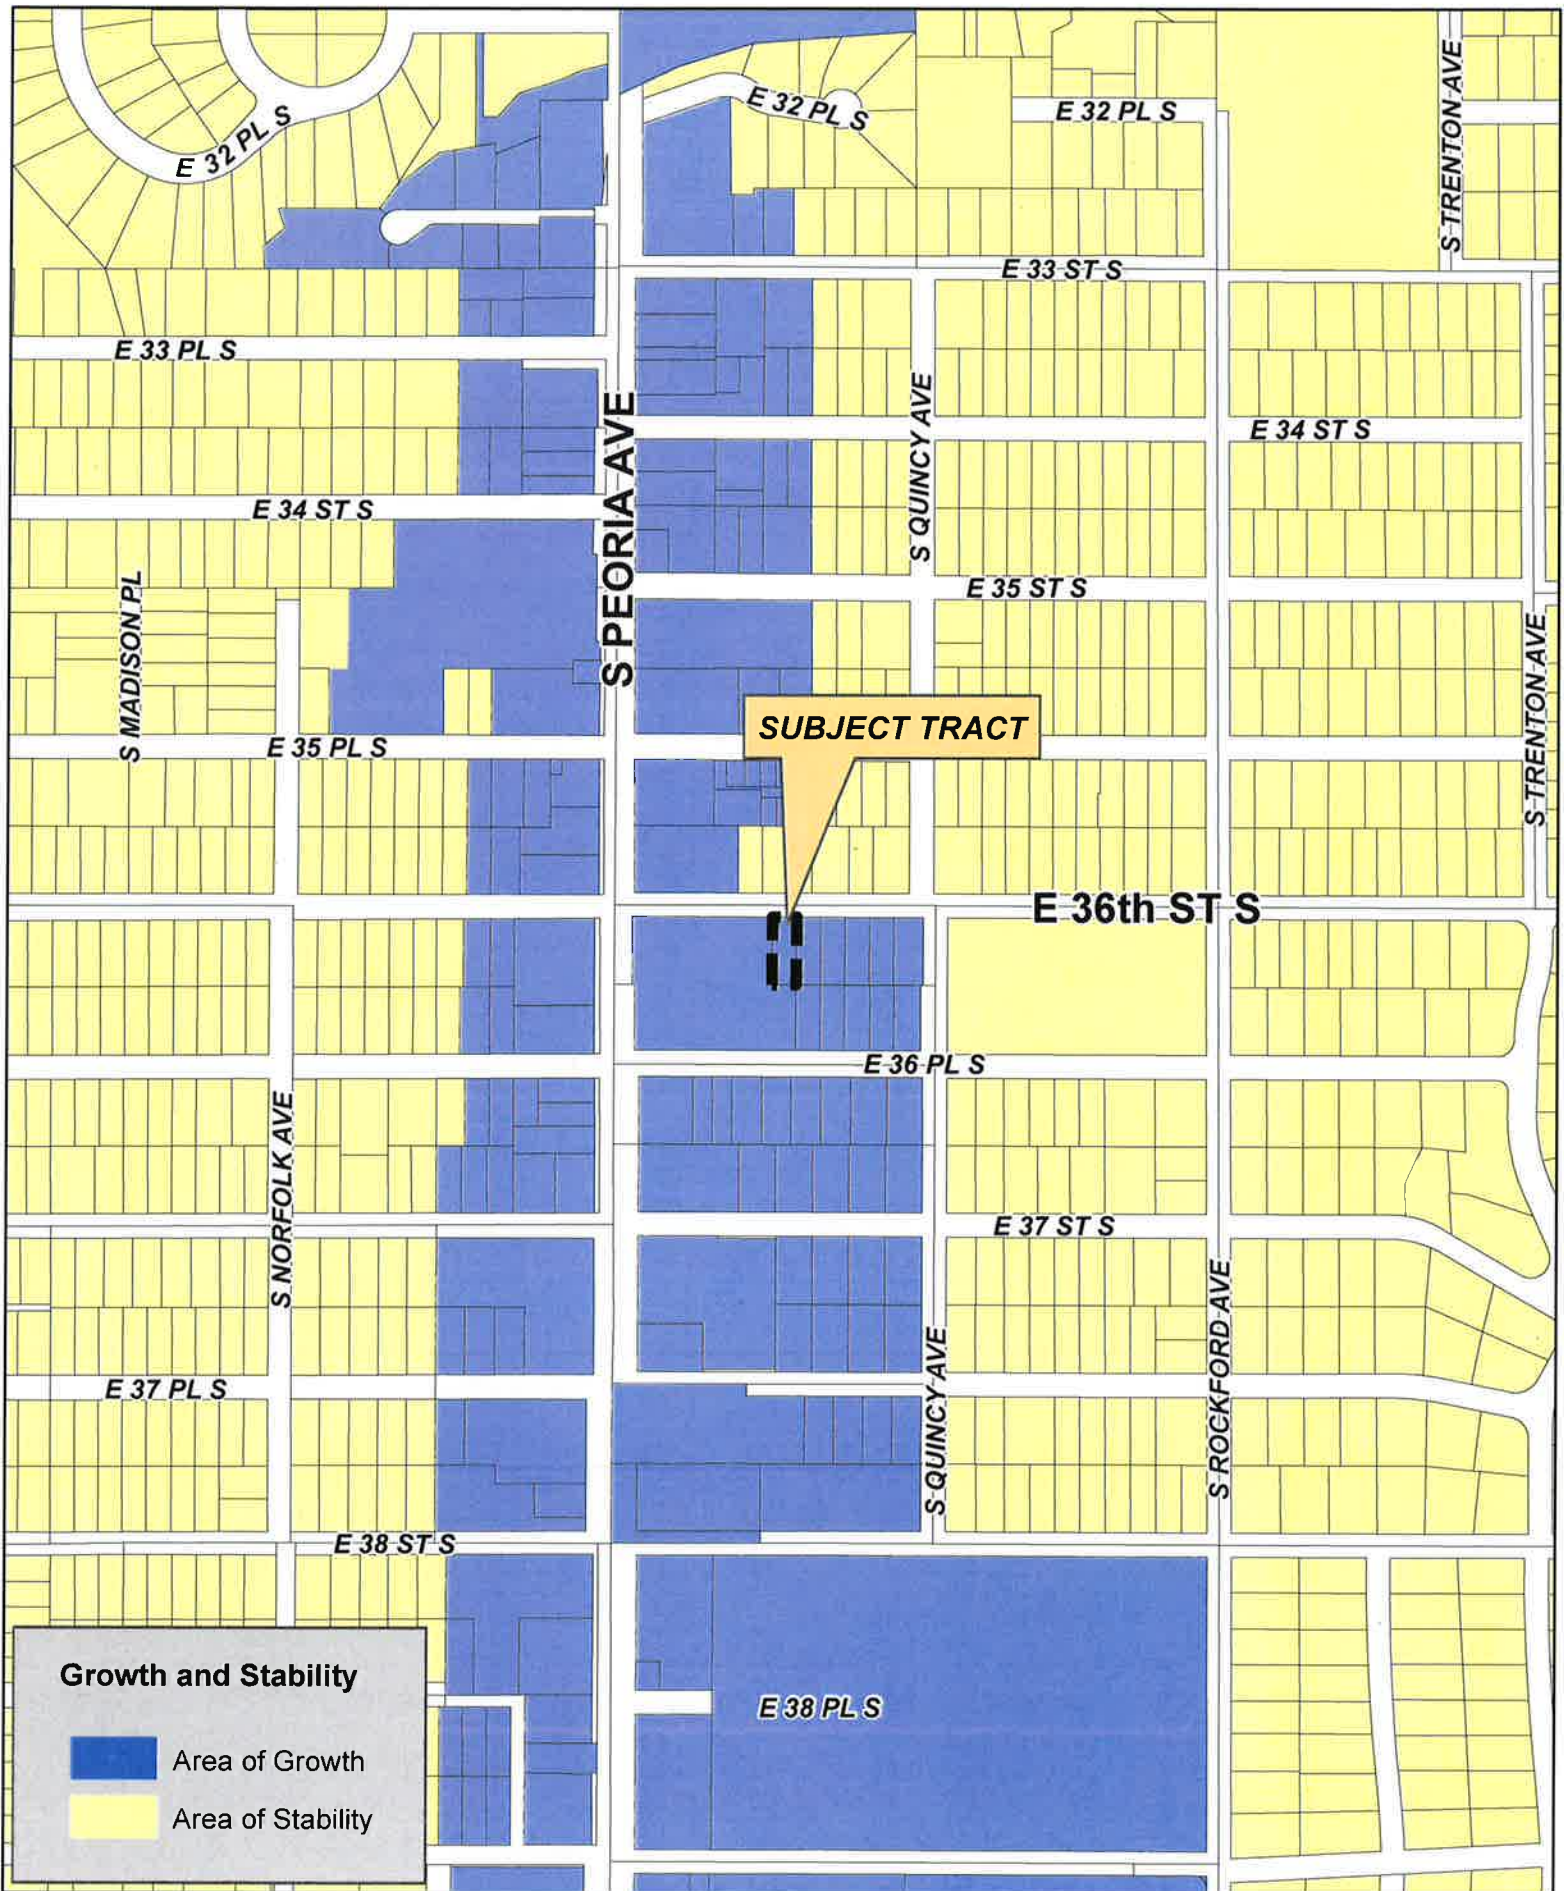 E 32 PL S
E 32 PL S
E 32 PL S
S TRENTON AVE
E 33 ST S
E 33 PL S
S QUINCY AVE
E 34 ST S
S PEORIA AVE
E 34 ST S
S MADISON PL
E 35 ST S
S TRENTON AVE
SUBJECT TRACT
E 35 PL S
E 36th ST S
E 36 PL S
S NORFOLK AVE
E 37 ST S
S ROCKFORD AVE
S QUINCY AVE
E 37 PL S
E 38 ST S
E 38 PL S
Growth and Stability
Area of Growth
Area of Stability